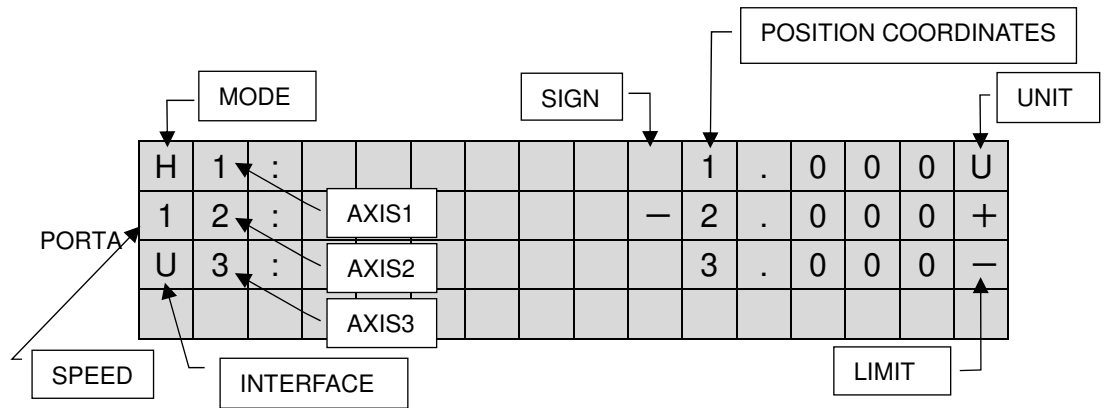 POSITION COORDINATES
MODE
SIGN
UNIT
H 1 : 1 . 0 0 0 U
AXIS1
1 2 : － 2 . 0 0 0 ＋
PORTA
AXIS2
U 3 : 3 . 0 0 0 －
AXIS3
SPEED
INTERFACE
LIMIT